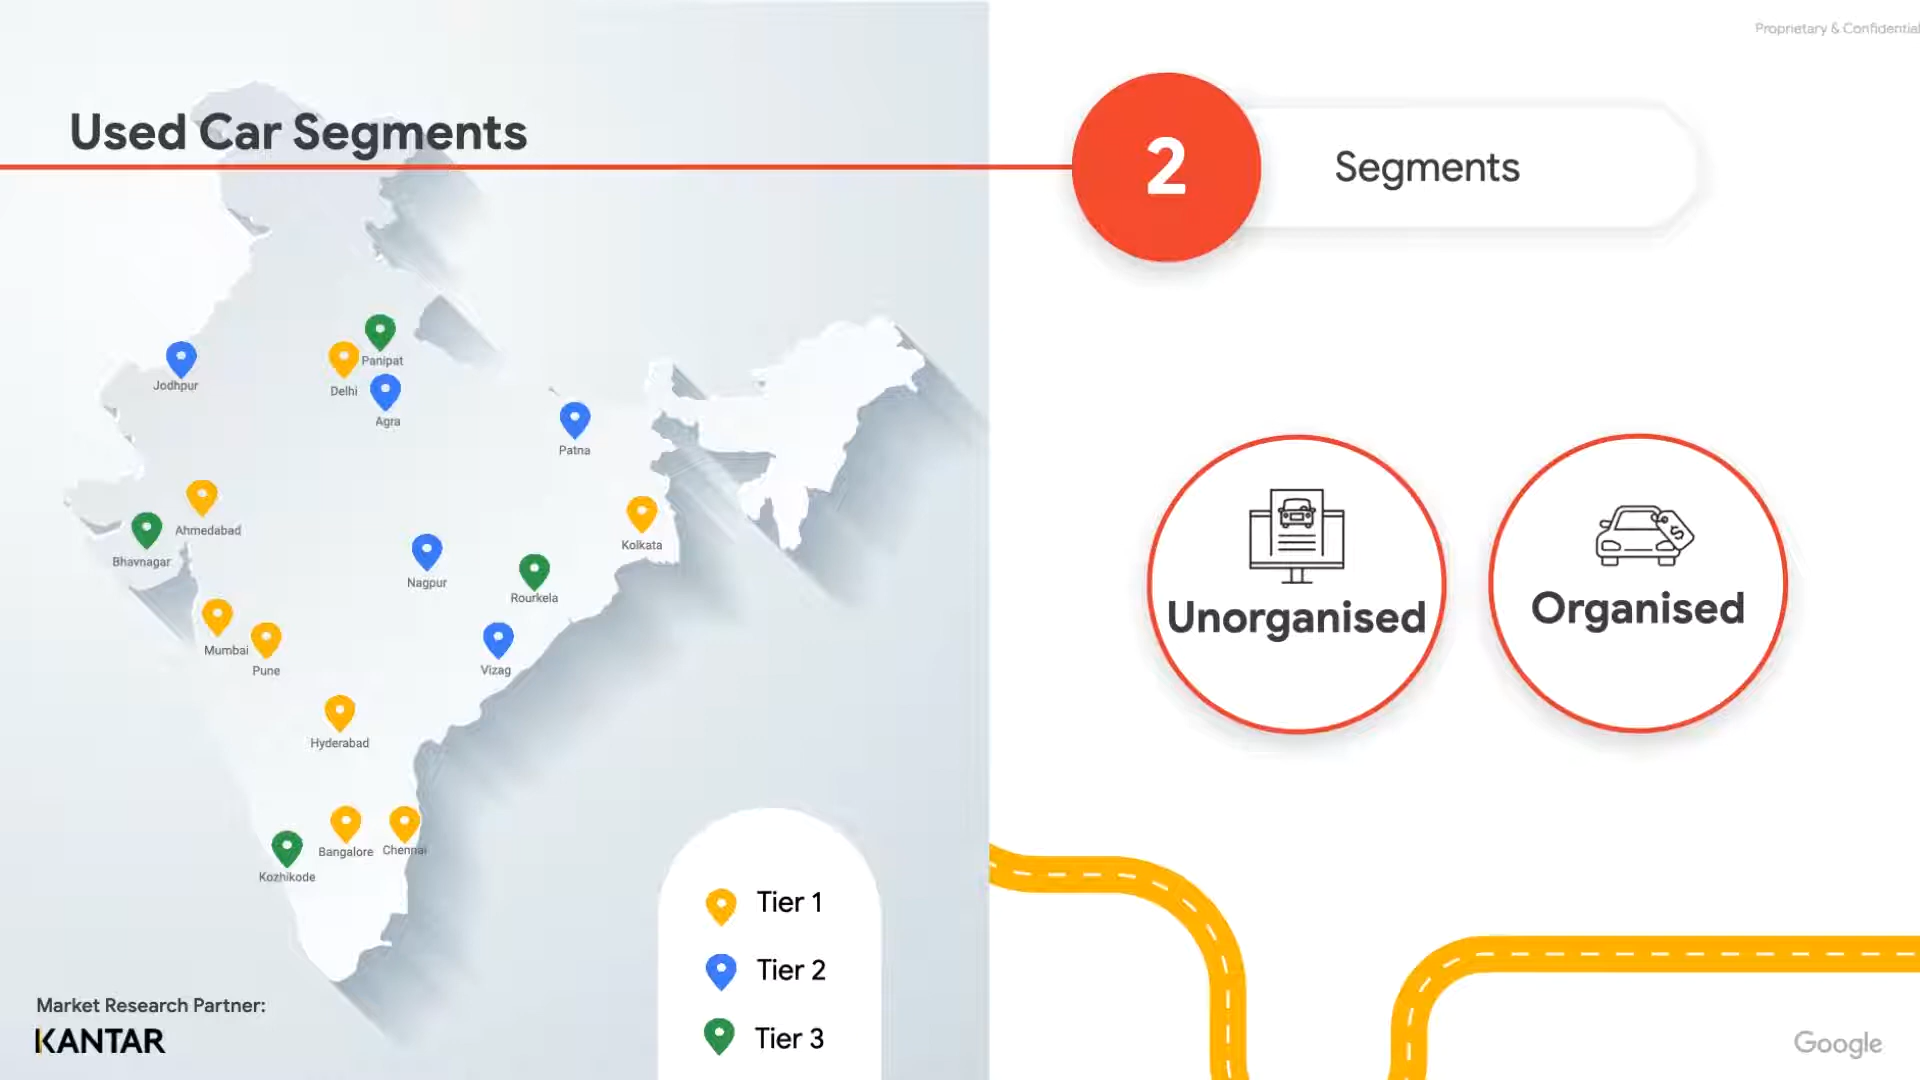 Proprietary & Confidential
Used Car Segments
2
Segments
Panipat
Jodhpur
Delhi
Agra
Patna
Ahmedabad
Bhavnagar
Kolkata
Nagpur
Rourkela
Mumbai
Pune
Vizag
Hyderabad
Bangalore
Chennai
Kozhikode
Unorganised
$
Organised
Tier 1
Tier 2
Tier 3
Market Research Partner:
KANTAR
Google